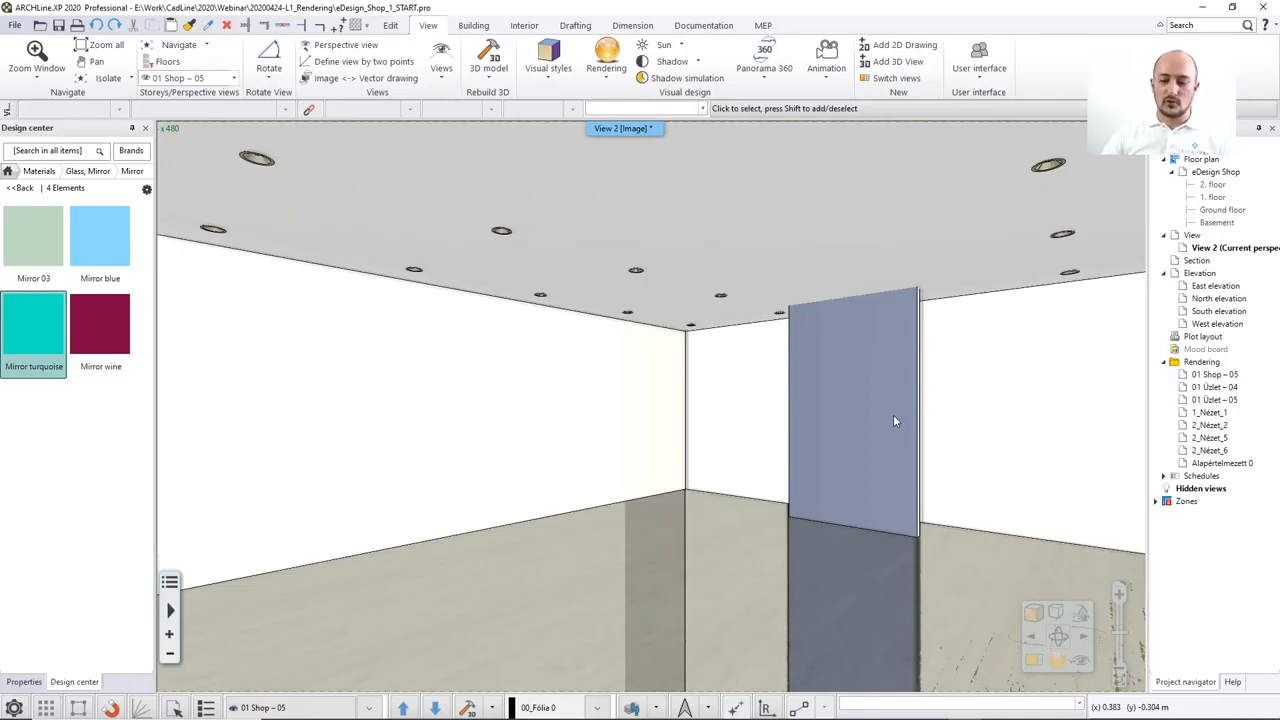 ARCHLine.XP 2020 Professional - E:\Work\CadLine\2020\Webinar\20200424-L1_Rendering\eDesign_Shop_1_START.pro
File Edit View Building Interior Drafting Dimension Documentation MEP Search
Zoom all Navigate Perspective view Sun Add 2D Drawing
Pan Floors Define view by two points Shadow Add 3D View
Zoom Window Isolate 01 Shop – 05 Rotate Image <-> Vector drawing Views 3D model Visual styles Rendering Shadow simulation Panorama 360 Animation Switch views User interface
Navigate Storeys/Perspective views Rotate View Views Rebuild 3D Visual design New User interface
Click to select, press Shift to add/deselect
Design center x 480 View 2 [Image] *
[Search in all items] Brands
Materials Glass, Mirror Mirror
<<Back | 4 Elements
Mirror 03 Mirror blue
Mirror turquoise Mirror wine
Floor plan
eDesign Shop
2. floor
1. floor
Ground floor
Basement
View
View 2 (Current perspe
Section
Elevation
East elevation
North elevation
South elevation
West elevation
Plot layout
Mood board
Rendering
01 Shop – 05
01 Üzlet – 04
01 Üzlet – 05
1_Nézet_1
2_Nézet_2
2_Nézet_5
2_Nézet_6
Alapértelmezett 0
Schedules
Hidden views
Zones
Properties Design center Project navigator Help
01 Shop – 05 00_Fólia 0 (x) 0.383 (y) -0.304 m